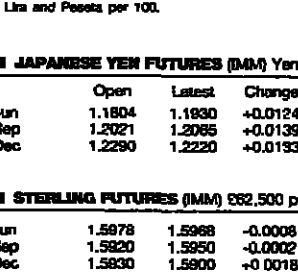 Lira and Peseta per 100.
JAPANESE YEN FUTURES (IMM) Yen
Open Latest Change
Jun 1.1804 1.1930 +0.0124
Sep 1.2021 1.2065 +0.0139
Dec 1.2290 1.2220 +0.0133
STERLING FUTURES (IMM) £62,500 p
Jun 1.5978 1.5968 -0.0008
Sep 1.5920 1.5950 -0.0002
Dec 1.5830 1.5900 +0.0018